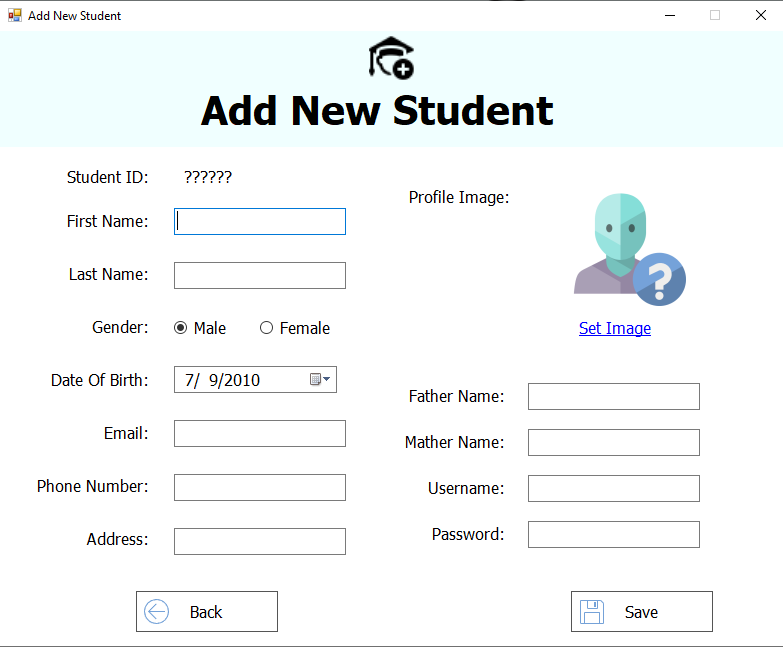 Add New Student
Add New Student
Student ID: ??????
First Name:
Last Name:
Gender: Male Female
Date Of Birth: 7/ 9/2010
Email:
Phone Number:
Address:
Profile Image:
?
Set Image
Father Name:
Mather Name:
Username:
Password:
Back
Save